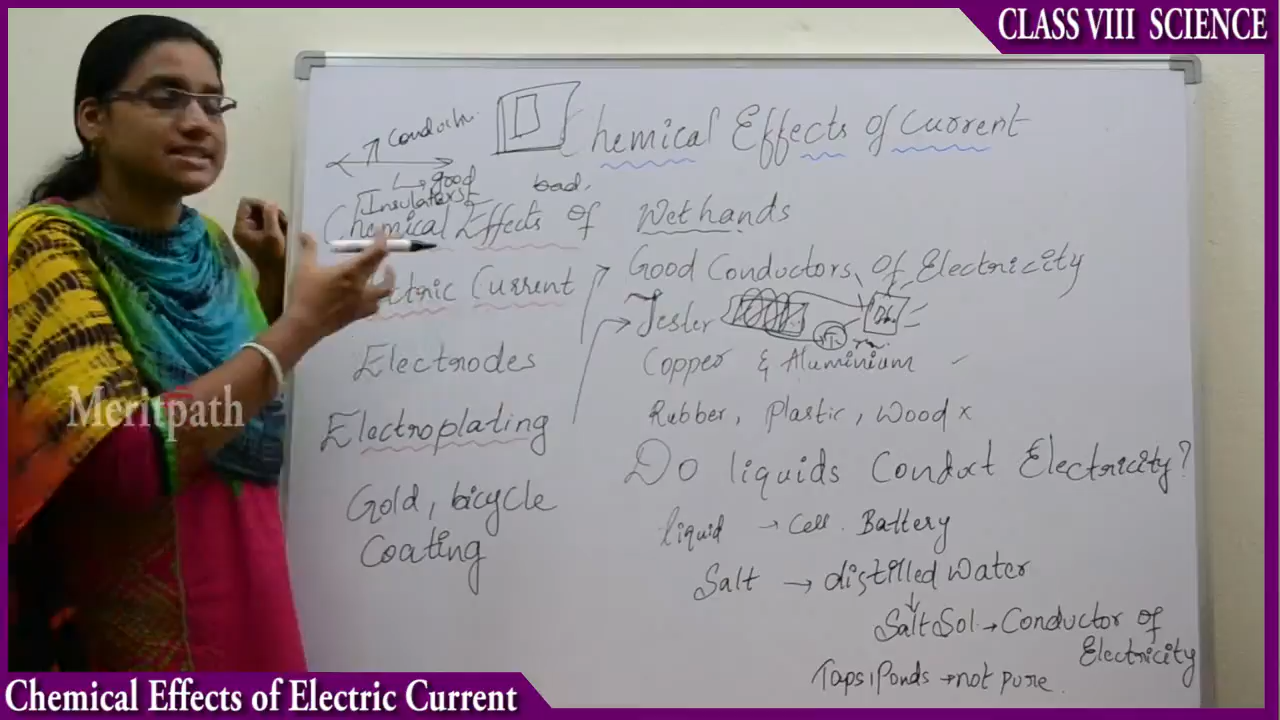 CLASS VIII SCIENCE
Chemical Effects of Current
good
bad.
Insulators
Chemical Effects of
Electric Current
Electrodes
Electroplating
Gold, bicycle
Coating
Wet hands
Good Conductors of Electricity
Tester
Copper & Aluminium
Rubber, plastic, wood x
Do liquids Conduct Electricity?
liquid → Cell. Battery
Salt → distilled Water
↓
Salt Sol → Conductor of
Electricity
Taps, Ponds → not pure.
Meritpath
Chemical Effects of Electric Current